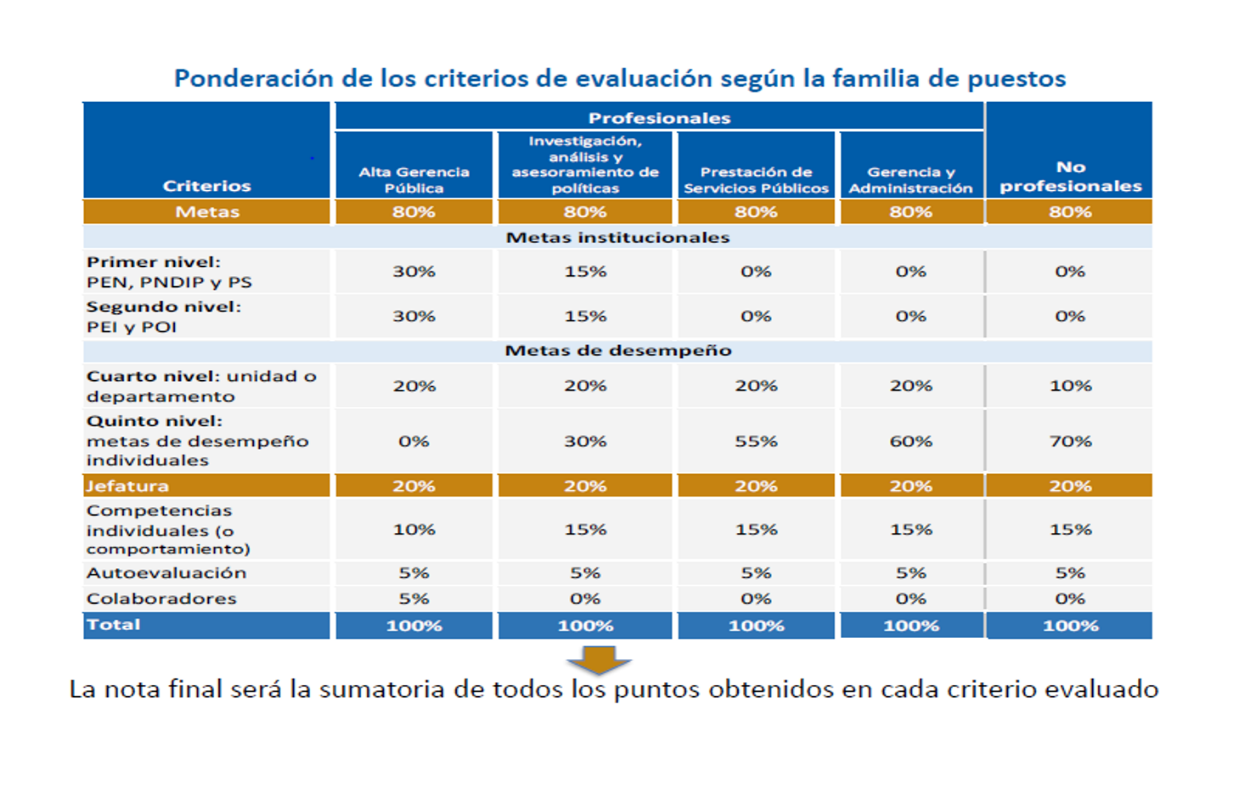 Ponderación de los criterios de evaluación según la familia de puestos
Criterios
Profesionales
Alta Gerencia
Pública
Investigación,
análisis y
asesoramiento de
políticas
Prestación de
Servicios Públicos
Gerencia y
Administración
No
profesionales
Metas 80% 80% 80% 80% 80%
Metas institucionales
Primer nivel:
PEN, PNDIP y PS
30% 15% 0% 0% 0%
Segundo nivel:
PEI y POI
30% 15% 0% 0% 0%
Metas de desempeño
Cuarto nivel: unidad o
departamento
20% 20% 20% 20% 10%
Quinto nivel:
metas de desempeño
individuales
0% 30% 55% 60% 70%
Jefatura 20% 20% 20% 20% 20%
Competencias
individuales (o
comportamiento)
10% 15% 15% 15% 15%
Autoevaluación 5% 5% 5% 5% 5%
Colaboradores 5% 0% 0% 0% 0%
Total 100% 100% 100% 100% 100%
La nota final será la sumatoria de todos los puntos obtenidos en cada criterio evaluado